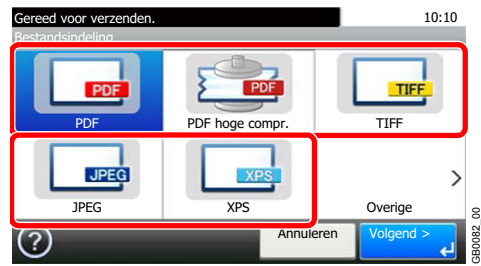 Gereed voor verzenden. 10:10
Bestandsindeling
PDF PDF TIFF
PDF PDF hoge compr. TIFF
JPEG XPS
JPEG XPS Overige
? Annuleren Volgend >
GB0082_00